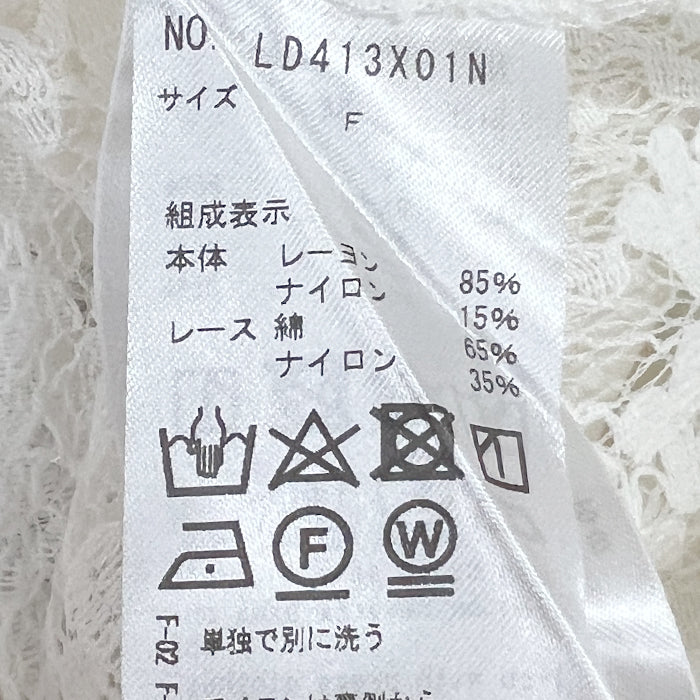 NO. LD413X01N
サイズ F
組成表示
本体 レーヨン 85%
ナイロン 15%
レース 綿 65%
ナイロン 35%
F W
F-02 単独で別に洗う
F-